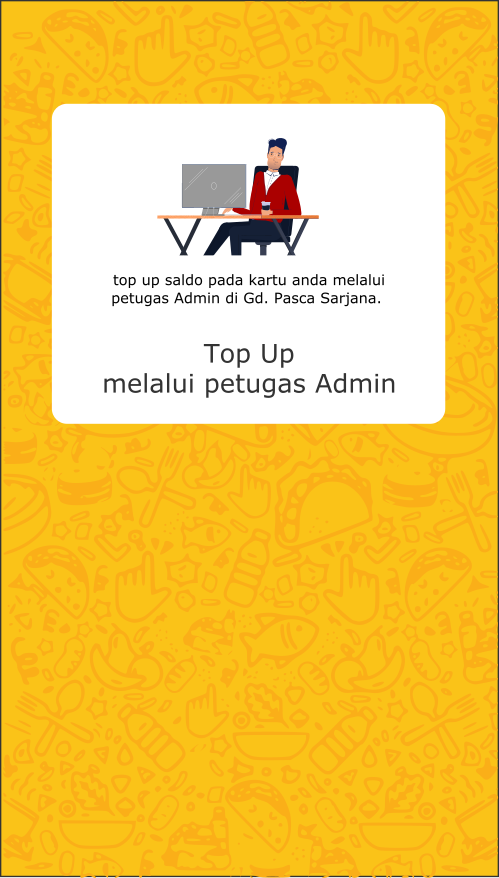 top up saldo pada kartu anda melalui
petugas Admin di Gd. Pasca Sarjana.
Top Up
melalui petugas Admin